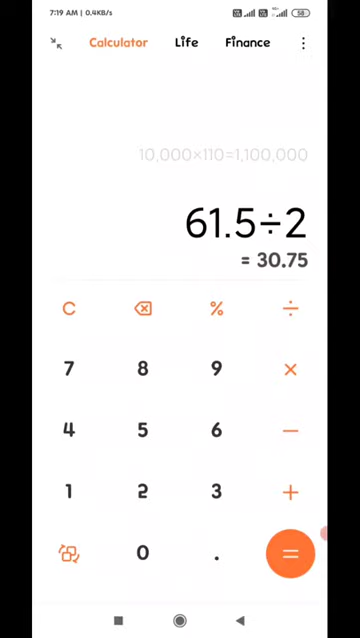 7:19 AM | 0.4KB/s
58
Calculator Life Finance
10,000×110=1,100,000
61.5÷2
= 30.75
C % ÷
7 8 9 ×
4 5 6 −
1 2 3 +
0 . =